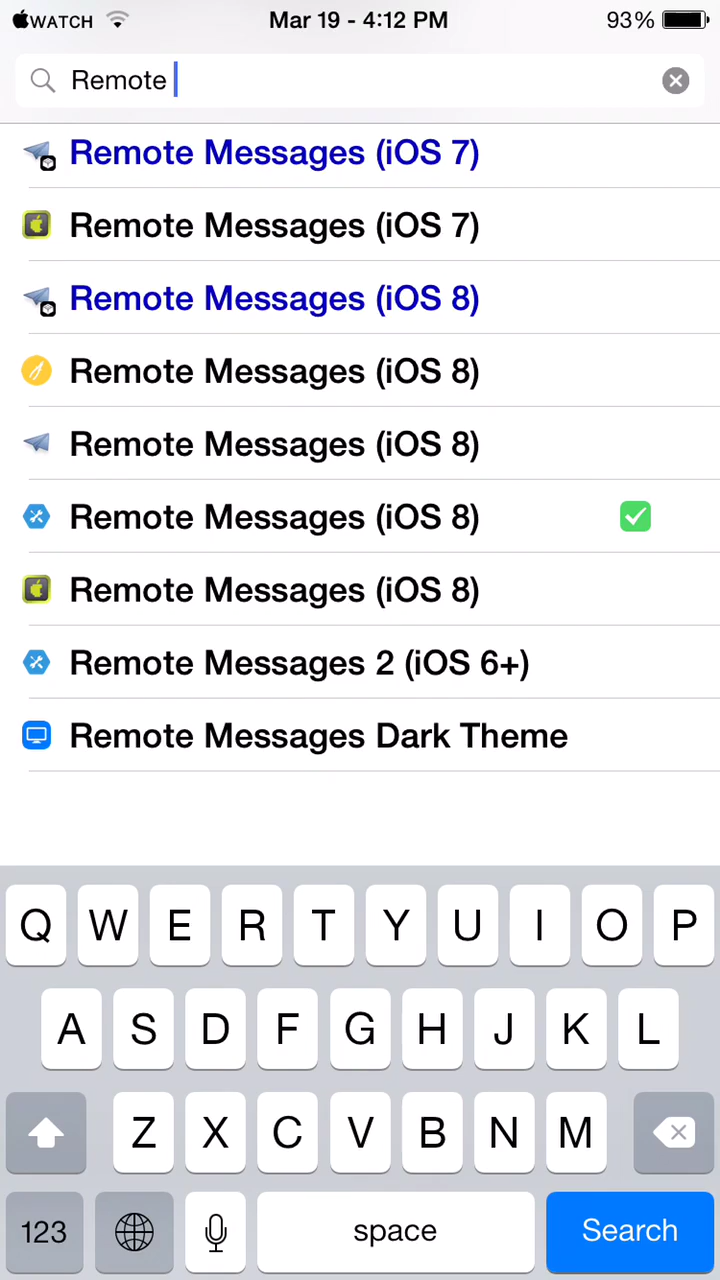 WATCH Mar 19 - 4:12 PM 93%
Remote
Remote Messages (iOS 7)
Remote Messages (iOS 7)
Remote Messages (iOS 8)
Remote Messages (iOS 8)
Remote Messages (iOS 8)
Remote Messages (iOS 8)
Remote Messages (iOS 8)
Remote Messages 2 (iOS 6+)
Remote Messages Dark Theme
Q W E R T Y U I O P
A S D F G H J K L
Z X C V B N M
123 space Search